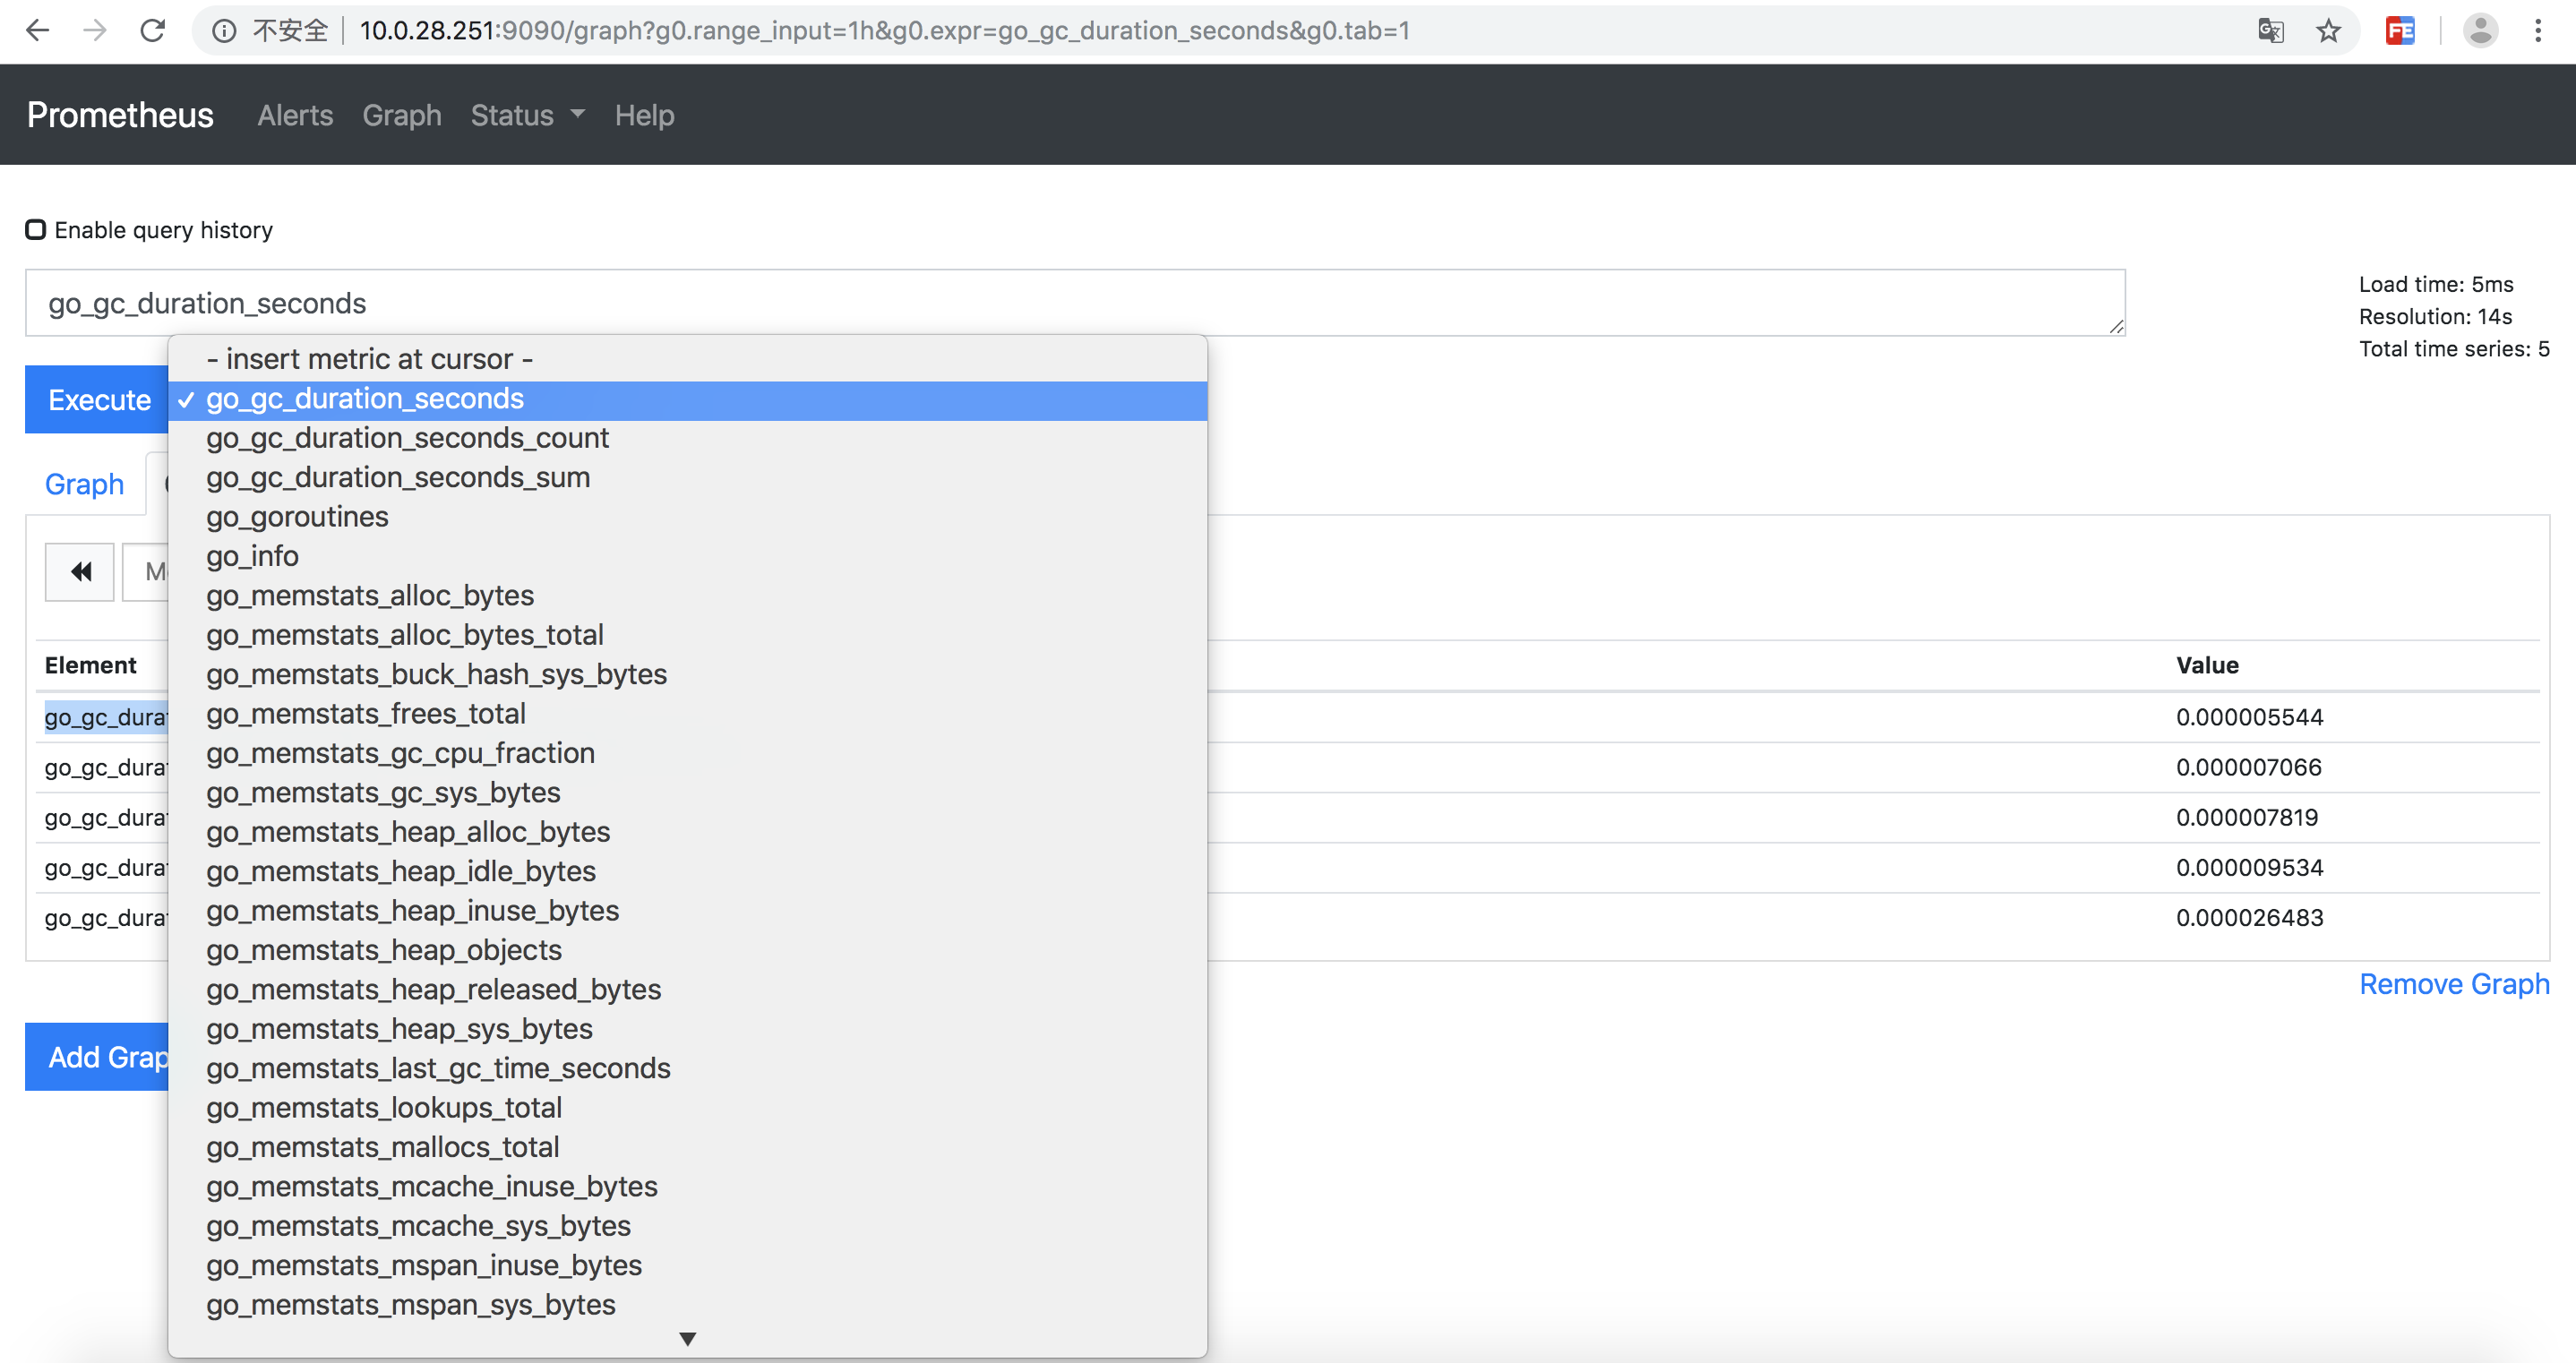 不安全 10.0.28.251:9090/graph?g0.range_input=1h&g0.expr=go_gc_duration_seconds&g0.tab=1
FE
Prometheus Alerts Graph Status Help
Enable query history
go_gc_duration_seconds
Load time: 5ms
Resolution: 14s
Total time series: 5
Execute
- insert metric at cursor -
✓ go_gc_duration_seconds
go_gc_duration_seconds_count
go_gc_duration_seconds_sum
go_goroutines
go_info
go_memstats_alloc_bytes
go_memstats_alloc_bytes_total
go_memstats_buck_hash_sys_bytes
go_memstats_frees_total
go_memstats_gc_cpu_fraction
go_memstats_gc_sys_bytes
go_memstats_heap_alloc_bytes
go_memstats_heap_idle_bytes
go_memstats_heap_inuse_bytes
go_memstats_heap_objects
go_memstats_heap_released_bytes
go_memstats_heap_sys_bytes
go_memstats_last_gc_time_seconds
go_memstats_lookups_total
go_memstats_mallocs_total
go_memstats_mcache_inuse_bytes
go_memstats_mcache_sys_bytes
go_memstats_mspan_inuse_bytes
go_memstats_mspan_sys_bytes
Graph
Element Value
go_gc_dura 0.000005544
go_gc_dura 0.000007066
go_gc_dura 0.000007819
go_gc_dura 0.000009534
go_gc_dura 0.000026483
Remove Graph
Add Grap